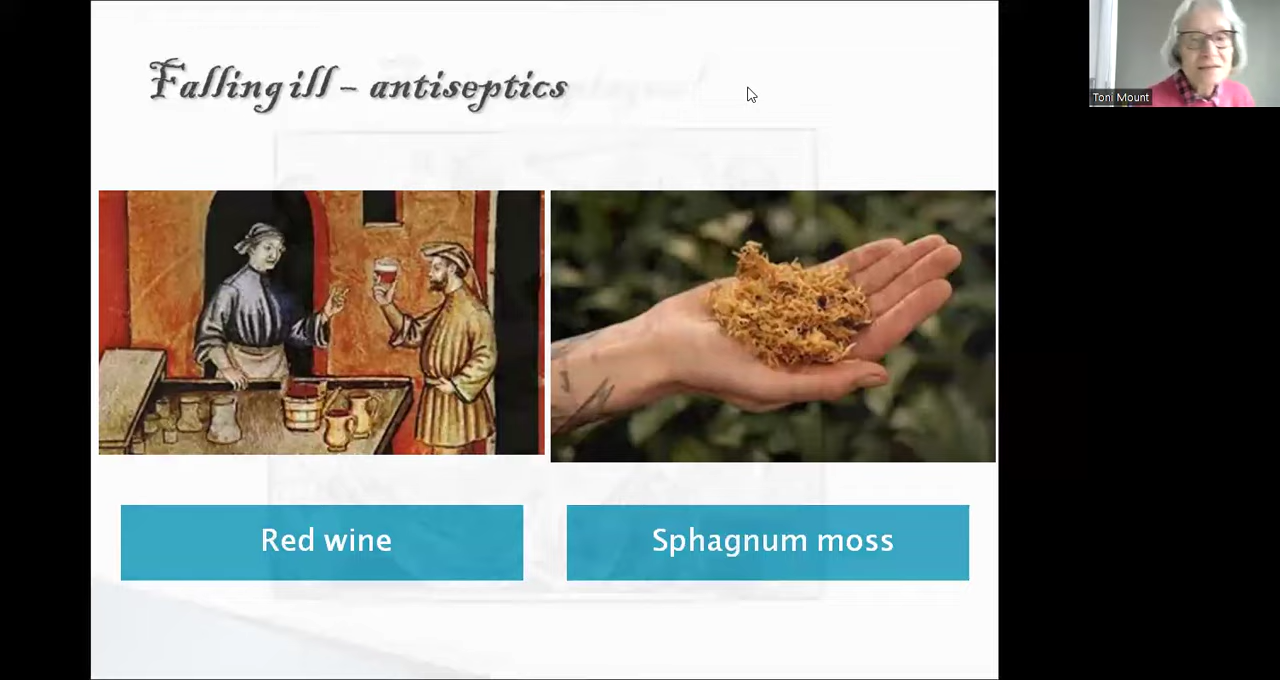 Falling ill – antiseptics
Toni Mount
Red wine
Sphagnum moss